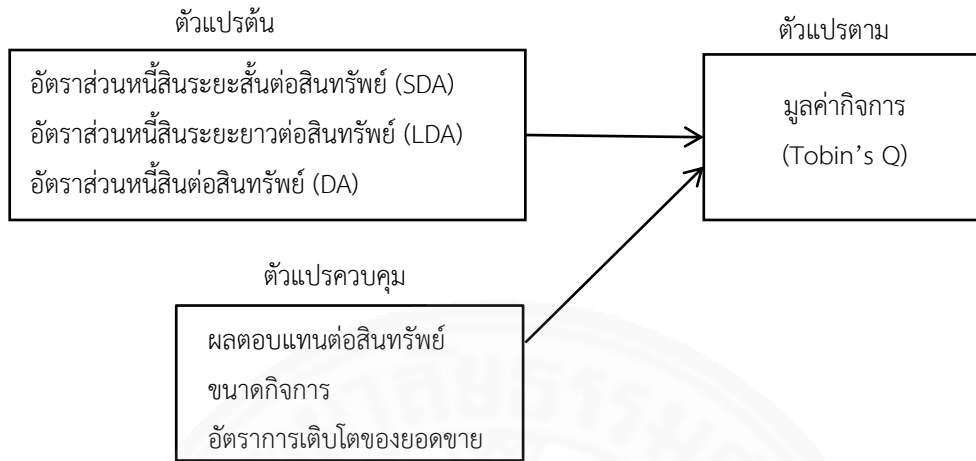 ตัวแปรต้น
ตัวแปรตาม
อัตราส่วนหนี้สินระยะสั้นต่อสินทรัพย์ (SDA)
อัตราส่วนหนี้สินระยะยาวต่อสินทรัพย์ (LDA)
อัตราส่วนหนี้สินต่อสินทรัพย์ (DA)
มูลค่ากิจการ
(Tobin’s Q)
ตัวแปรควบคุม
ผลตอบแทนต่อสินทรัพย์
ขนาดกิจการ
อัตราการเติบโตของยอดขาย